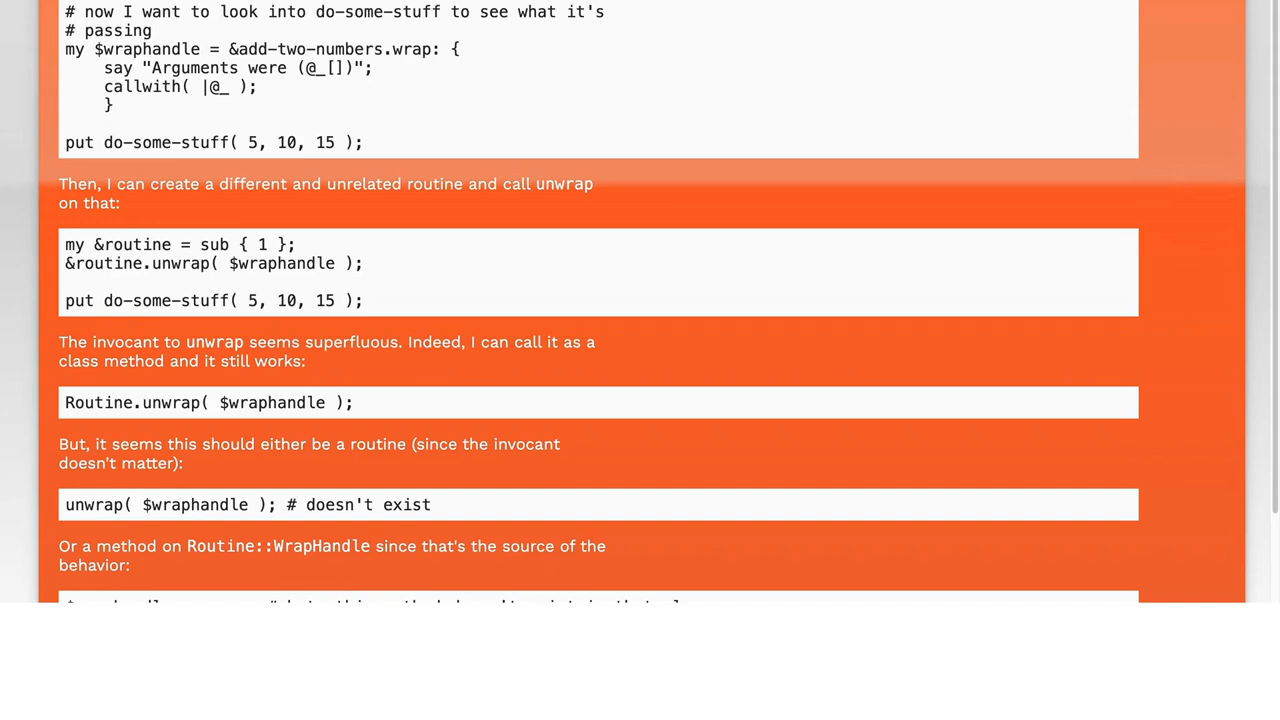 # now I want to look into do-some-stuff to see what it's
# passing
my $wraphandle = &add-two-numbers.wrap: {
    say "Arguments were (@_[])";
    callwith( |@_ );
    }
put do-some-stuff( 5, 10, 15 );
Then, I can create a different and unrelated routine and call unwrap
on that:
my &routine = sub { 1 };
&routine.unwrap( $wraphandle );
put do-some-stuff( 5, 10, 15 );
The invocant to unwrap seems superfluous. Indeed, I can call it as a
class method and it still works:
Routine.unwrap( $wraphandle );
But, it seems this should either be a routine (since the invocant
doesn't matter):
unwrap( $wraphandle ); # doesn't exist
Or a method on Routine::WrapHandle since that's the source of the
behavior: